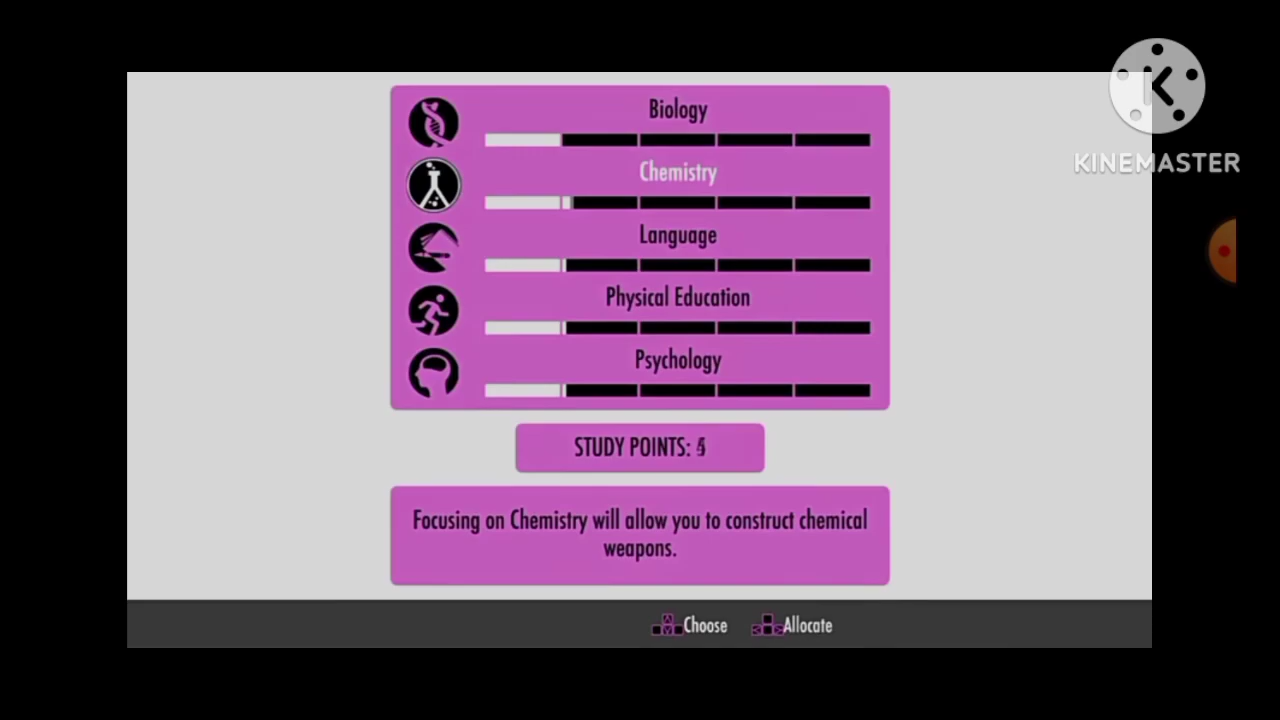 Biology
KINEMASTER
Chemistry
Language
Physical Education
Psychology
STUDY POINTS:
Focusing on Chemistry will allow you to construct chemical
weapons.
Choose Allocate